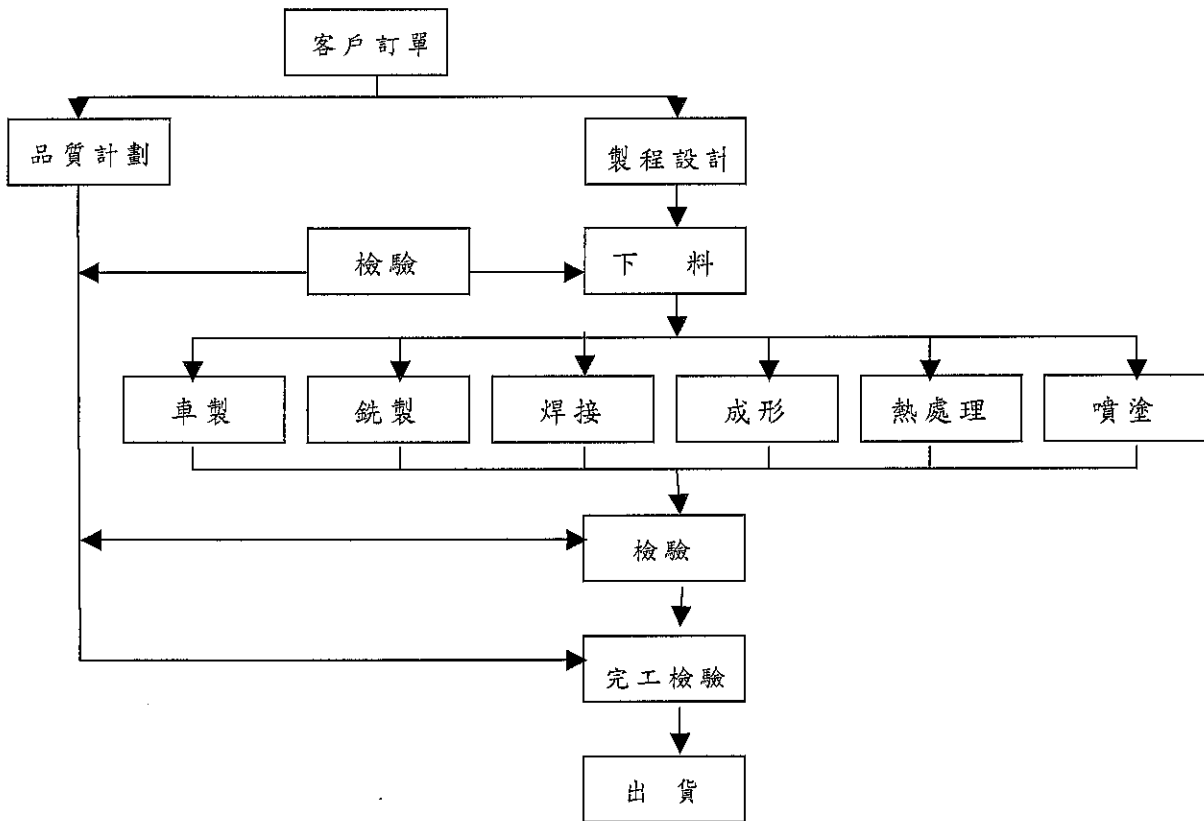 客戶訂單
品質計劃
製程設計
檢驗
下 料
車製
銑製
焊接
成形
熱處理
噴塗
檢驗
完工檢驗
出 貨